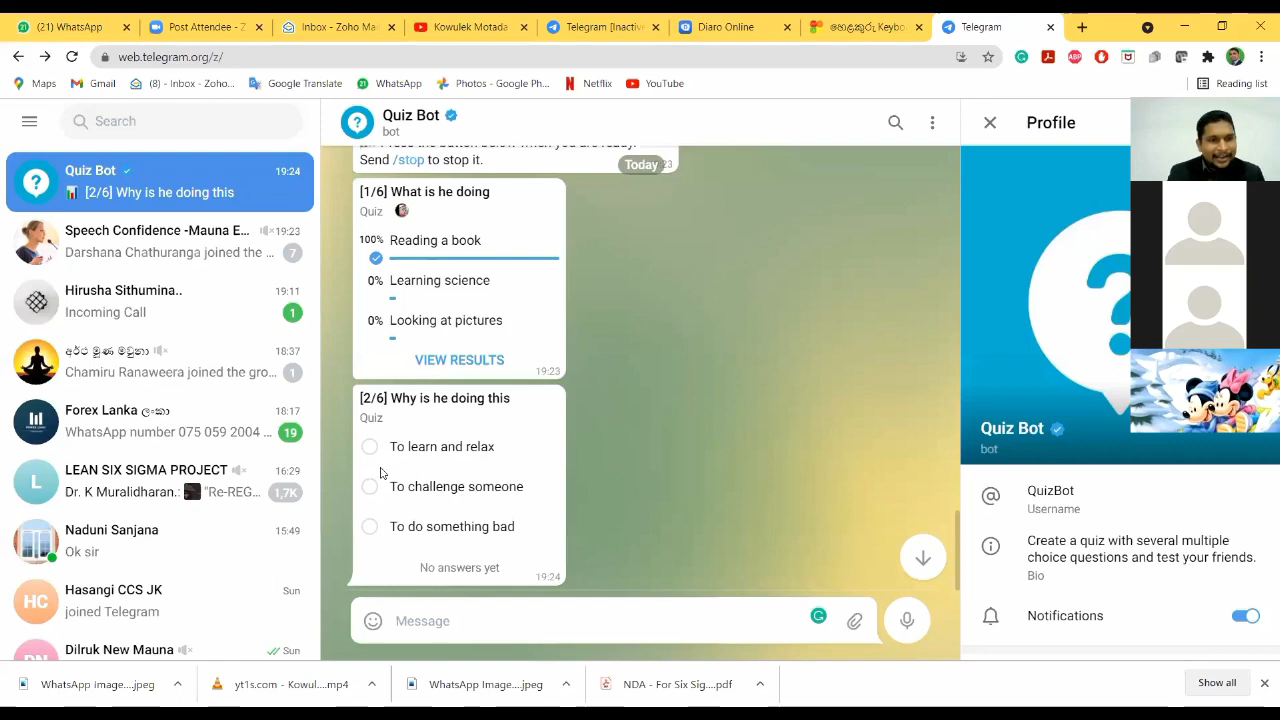 (21) WhatsApp
Post Attendee - Z
Inbox - Zoho Ma
Kowulek Motada
Telegram [Inactive
Diaro Online
හෙළකුරු Keybo
Telegram
web.telegram.org/z/
Maps
Gmail
(8) - Inbox - Zoho...
Google Translate
WhatsApp
Photos - Google Ph...
Netflix
YouTube
Reading list
Search
Quiz Bot
19:24
[2/6] Why is he doing this
Speech Confidence -Mauna E...
19:23
Darshana Chathuranga joined the ...
7
Hirusha Sithumina..
19:11
Incoming Call
1
අර්ථ මුණ මවුනා
18:37
Chamiru Ranaweera joined the gro...
1
Forex Lanka ලංකා
18:17
WhatsApp number 075 059 2004 ...
19
LEAN SIX SIGMA PROJECT
16:29
Dr. K Muralidharan.: "Re-REG...
1,7K
Naduni Sanjana
15:49
Ok sir
HC
Hasangi CCS JK
Sun
joined Telegram
Dilruk New Mauna
Sun
Quiz Bot
bot
Send /stop to stop it.
Today
[1/6] What is he doing
Quiz
100% Reading a book
0% Learning science
0% Looking at pictures
VIEW RESULTS
19:23
[2/6] Why is he doing this
Quiz
To learn and relax
To challenge someone
To do something bad
No answers yet
19:24
Message
Profile
Quiz Bot
bot
QuizBot
Username
Create a quiz with several multiple
choice questions and test your friends.
Bio
Notifications
WhatsApp Image....jpeg
yt1s.com - Kowul....mp4
WhatsApp Image....jpeg
NDA - For Six Sig....pdf
Show all